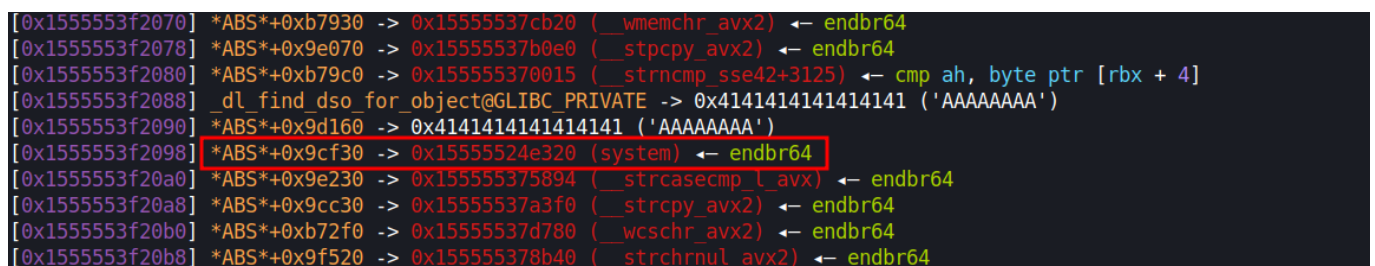 [0x1555553f2070] *ABS*+0xb7930 -> 0x15555537cb20 (__wmemchr_avx2) ◂— endbr64
[0x1555553f2078] *ABS*+0x9e070 -> 0x15555537b0e0 (__stpcpy_avx2) ◂— endbr64
[0x1555553f2080] *ABS*+0xb79c0 -> 0x155555370015 (__strncmp_sse42+3125) ◂— cmp ah, byte ptr [rbx + 4]
[0x1555553f2088] _dl_find_dso_for_object@GLIBC_PRIVATE -> 0x4141414141414141 ('AAAAAAAA')
[0x1555553f2090] *ABS*+0x9d160 -> 0x4141414141414141 ('AAAAAAAA')
[0x1555553f2098] *ABS*+0x9cf30 -> 0x15555524e320 (system) ◂— endbr64
[0x1555553f20a0] *ABS*+0x9e230 -> 0x155555375894 (__strcasecmp_l_avx) ◂— endbr64
[0x1555553f20a8] *ABS*+0x9cc30 -> 0x15555537a3f0 (__strcpy_avx2) ◂— endbr64
[0x1555553f20b0] *ABS*+0xb72f0 -> 0x15555537d780 (__wcschr_avx2) ◂— endbr64
[0x1555553f20b8] *ABS*+0x9f520 -> 0x155555378b40 (__strchrnul_avx2) ◂— endbr64